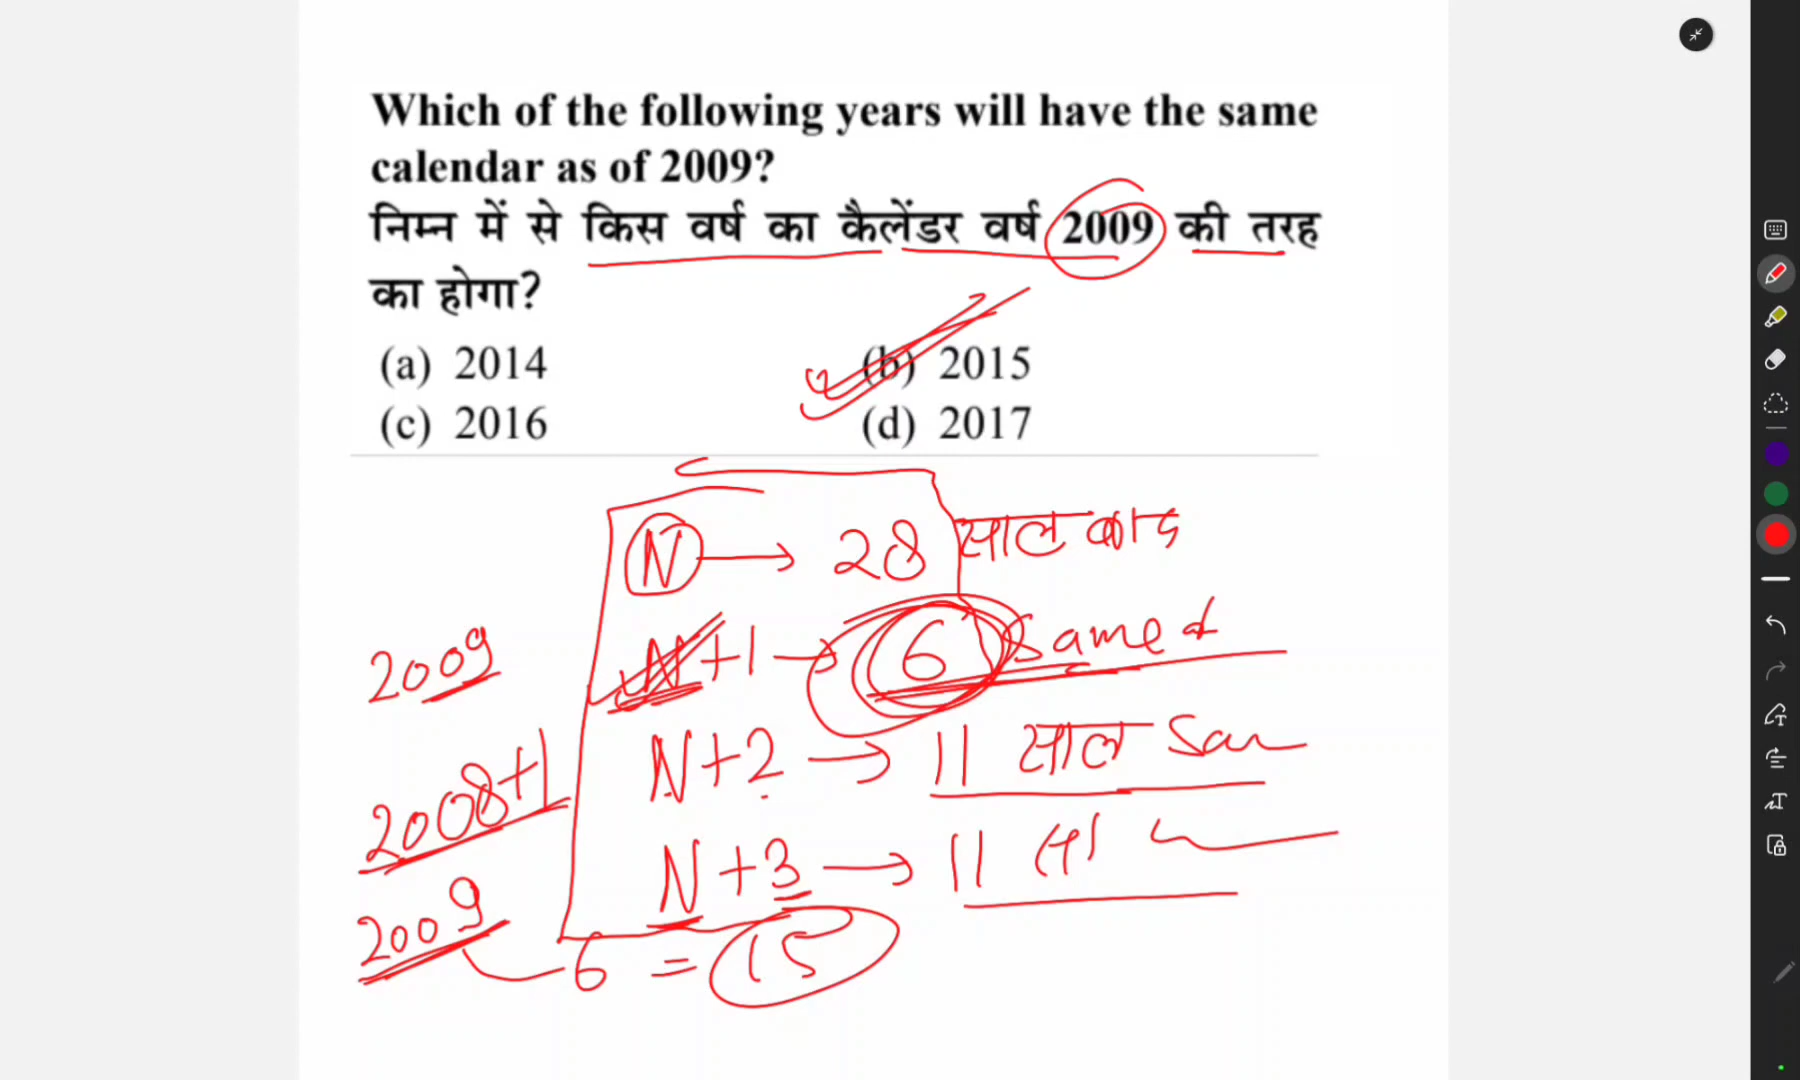 Which of the following years will have the same
calendar as of 2009?
निम्न में से किस वर्ष का कैलेंडर वर्ष 2009 की तरह
का होगा?
(a) 2014 (b) 2015
(c) 2016 (d) 2017
N → 28 साल बाद
2009 N+1 → 6 Same
N+2 → 11 साल
2008+1
N+3 → 11
2009 6 = 15